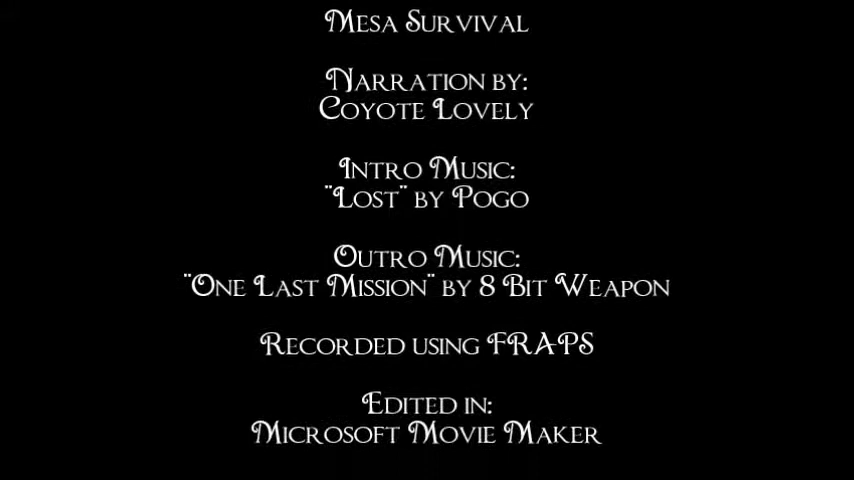 Mesa Survival
Narration by:
Coyote Lovely
Intro Music:
"Lost" by Pogo
Outro Music:
"One Last Mission" by 8 Bit Weapon
Recorded using FRAPS
Edited in:
Microsoft Movie Maker